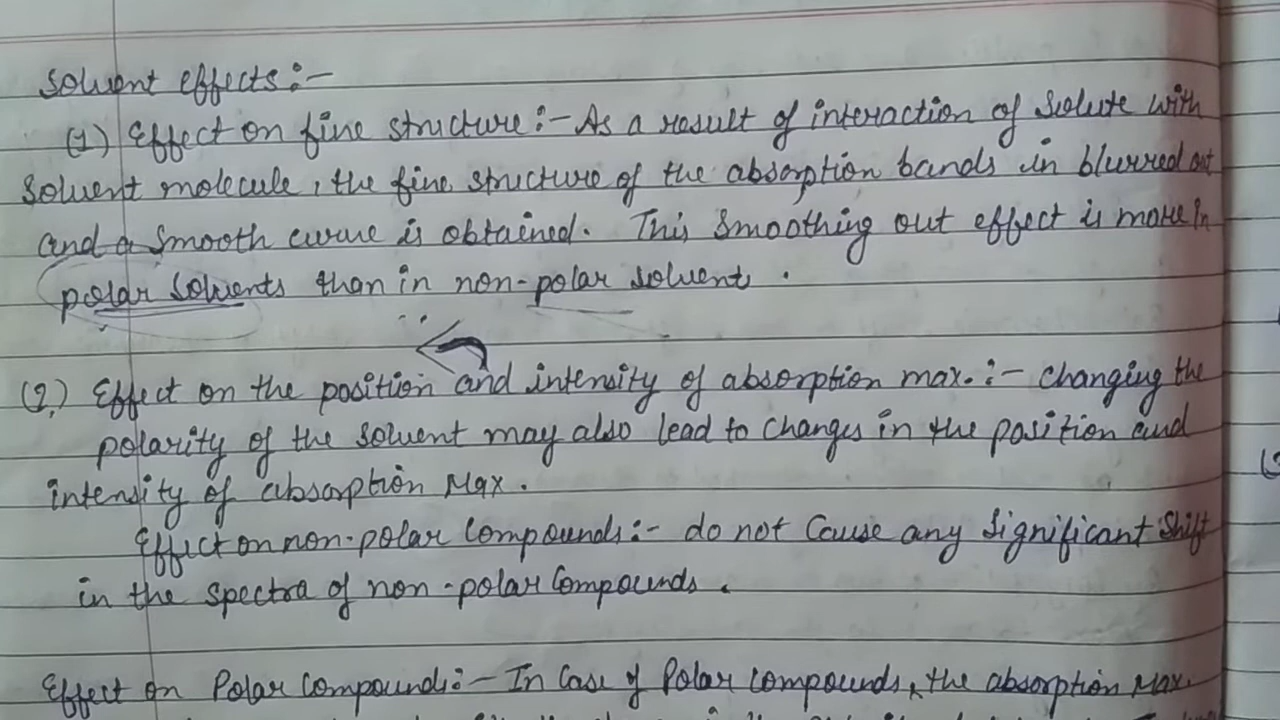 Solvent effects:-
(1) Effect on fine structure:- As a result of interaction of solute with
solvent molecule, the fine structure of the absorption bands in blurred out
and a smooth curve is obtained. This smoothing out effect is more in
polar solvents than in non-polar solvents.
(2) Effect on the position and intensity of absorption max.:- Changing the
polarity of the solvent may also lead to changes in the position and
intensity of absorption Max.
Effect on non-polar Compounds:- do not Cause any Significant Shift
in the spectra of non-polar Compounds.
Effect on Polar Compounds:- In Case of Polar Compounds, the absorption Max.